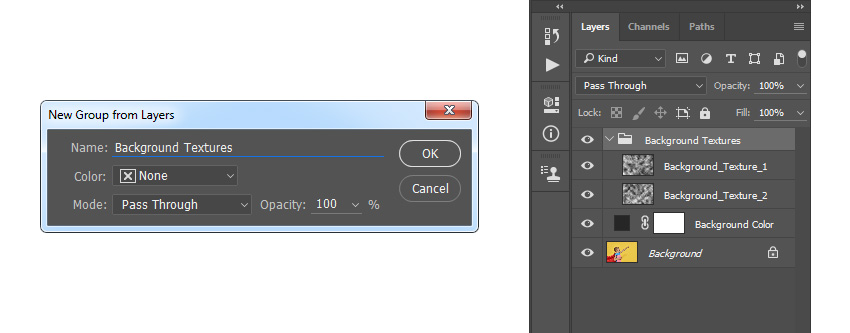 New Group from Layers
Name: Background Textures
OK
Color: None
Cancel
Mode: Pass Through Opacity: 100 %
Layers Channels Paths
Kind
Pass Through Opacity: 100%
Lock: Fill: 100%
Background Textures
Background_Texture_1
Background_Texture_2
Background Color
Background